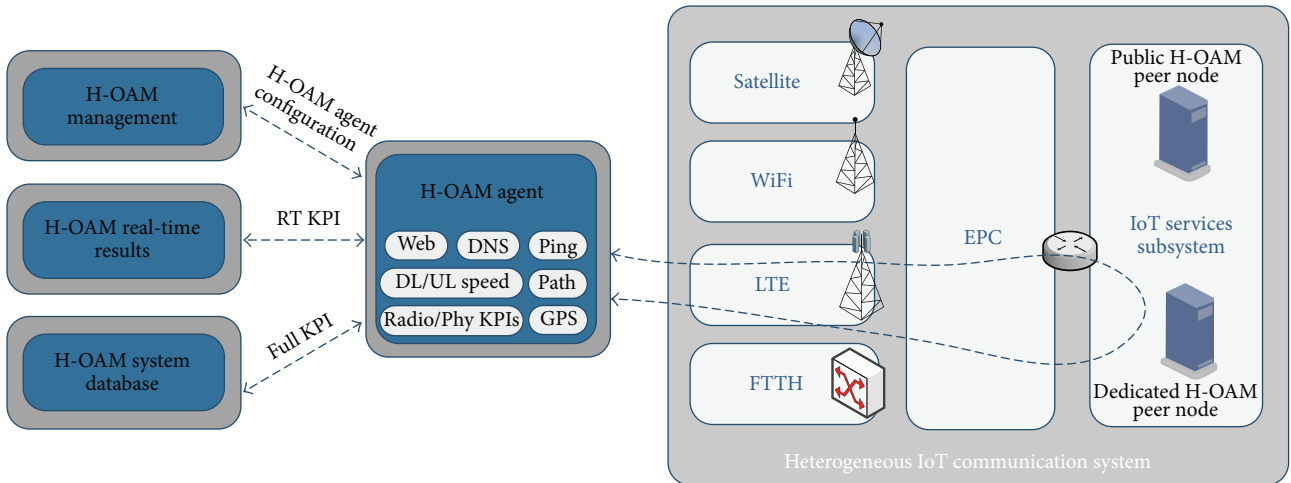 H-OAM
management
H-OAM real-time
results
H-OAM system
database
H-OAM agent
configuration
RT KPI
Full KPI
H-OAM agent
Web
DNS
Ping
DL/UL speed
Path
Radio/Phy KPIs
GPS
Satellite
WiFi
LTE
FTTH
EPC
Public H-OAM
peer node
IoT services
subsystem
Dedicated H-OAM
peer node
Heterogeneous IoT communication system